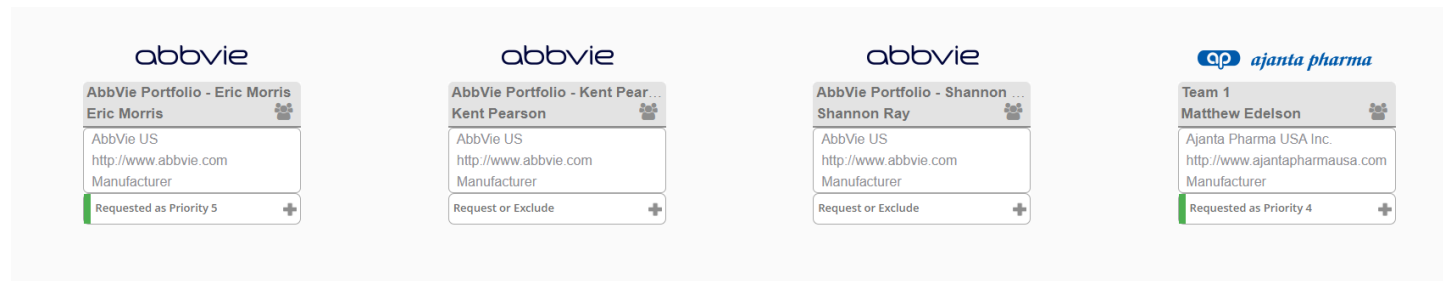 abbvie
AbbVie Portfolio - Eric Morris
Eric Morris
AbbVie US
http://www.abbvie.com
Manufacturer
Requested as Priority 5
abbvie
AbbVie Portfolio - Kent Pear...
Kent Pearson
AbbVie US
http://www.abbvie.com
Manufacturer
Request or Exclude
abbvie
AbbVie Portfolio - Shannon ...
Shannon Ray
AbbVie US
http://www.abbvie.com
Manufacturer
Request or Exclude
ap ajanta pharma
Team 1
Matthew Edelson
Ajanta Pharma USA Inc.
http://www.ajantapharmausa.com
Manufacturer
Requested as Priority 4